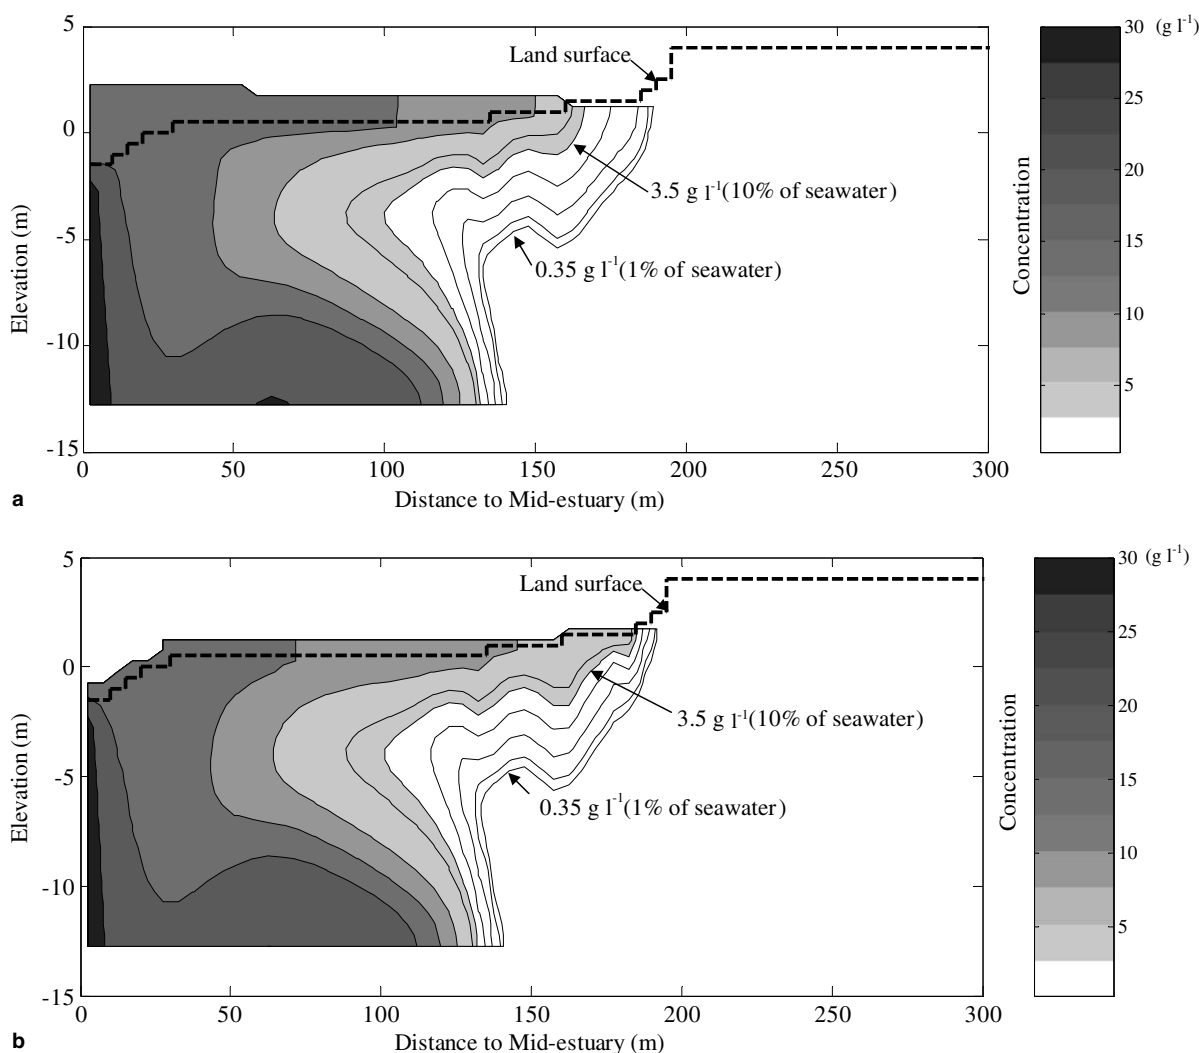 5
0
-5
-10
-15
Elevation (m)
0
50
100
150
200
250
300
Distance to Mid-estuary (m)
Land surface
3.5 g l⁻¹(10% of seawater)
0.35 g l⁻¹(1% of seawater)
30 (g l⁻¹)
25
20
15
10
5
Concentration
a
5
0
-5
-10
-15
Elevation (m)
0
50
100
150
200
250
300
Distance to Mid-estuary (m)
Land surface
3.5 g l⁻¹(10% of seawater)
0.35 g l⁻¹(1% of seawater)
30 (g l⁻¹)
25
20
15
10
5
Concentration
b